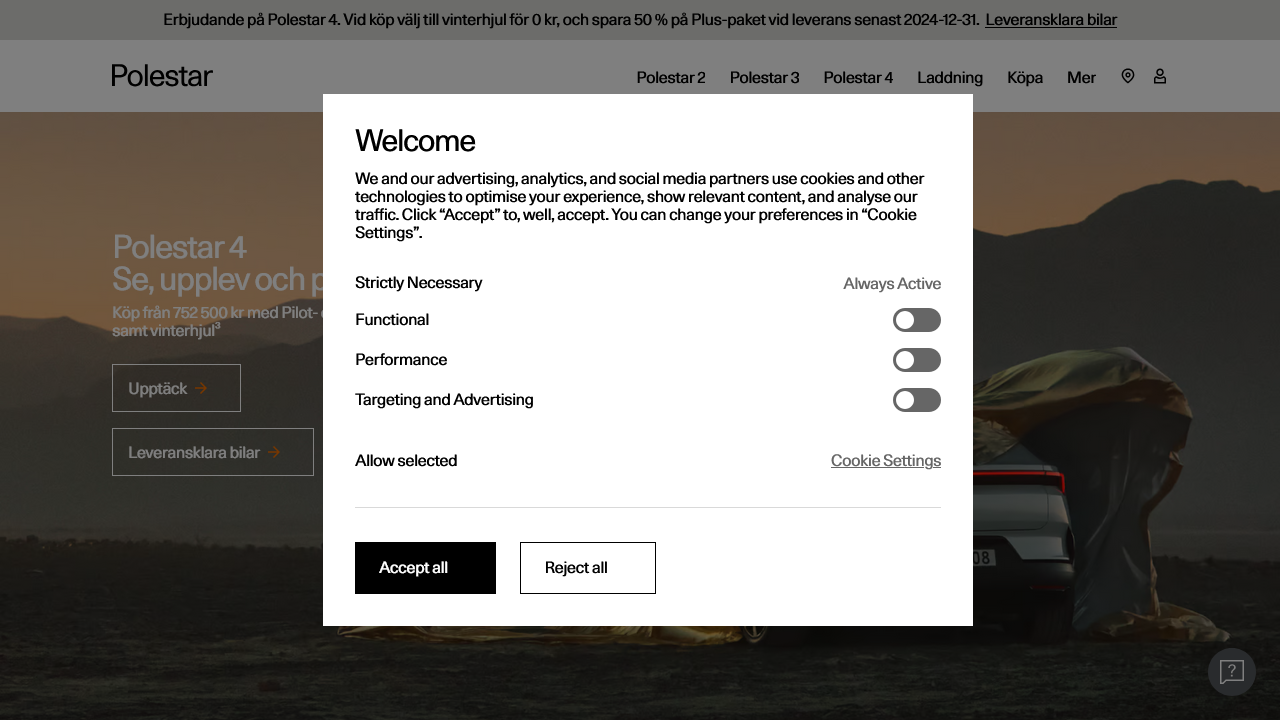 Erbjudande på Polestar 4. Vid köp välj till vinterhjul för 0 kr, och spara 50 % på Plus-paket vid leverans senast 2024-12-31. Leveransklara bilar
Polestar
Polestar 2
Polestar 3
Polestar 4
Laddning
Köpa
Mer
Welcome
We and our advertising, analytics, and social media partners use cookies and other
technologies to optimise your experience, show relevant content, and analyse our
traffic. Click “Accept” to, well, accept. You can change your preferences in “Cookie
Settings”.
Strictly Necessary
Always Active
Functional
Performance
Targeting and Advertising
Allow selected
Cookie Settings
Accept all
Reject all
Polestar 4
Se, upplev och
Köp från 752 500 kr med Pilot-
samt vinterhjul³
Upptäck
Leveransklara bilar